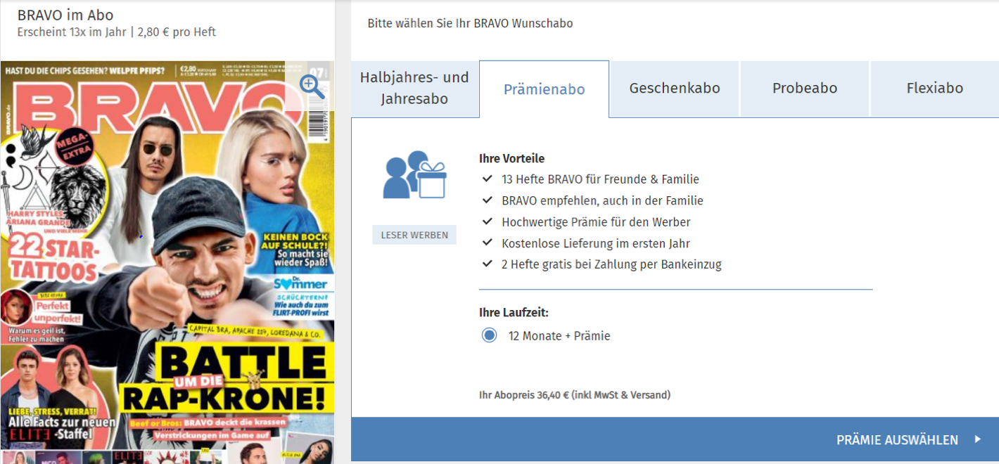 BRAVO im Abo
Erscheint 13x im Jahr | 2,80 € pro Heft
HAST DU DIE CHIPS GESEHEN? WELPFE PFIPS?
€2,80
07
BRAVO
BRAVO.de
MEGA-
EXTRA
HARRY STYLES,
ARIANA GRANDE
UND VIELE MEHR
22 STAR-
TATTOOS
KEINEN BOCK
AUF SCHULE?!
So macht sie
wieder Spaß!
Dr.
Sommer
SCHÜCHTERN?
Wie auch du zum
FLIRT-PROFI wirst
Perfekt
unperfekt!
Warum es geil ist,
Fehler zu machen
CAPITAL BRA, APACHE 207, LOREDANA & CO.
BATTLE
UM DIE
RAP-KRONE!
Beef or Bros: BRAVO deckt die krassen
Verstrickungen im Game auf
LIEBE, STRESS, VERRAT!
Alle Facts zur neuen
ELITE -Staffel
ELITE
Bitte wählen Sie Ihr BRAVO Wunschabo
Halbjahres- und
Jahresabo
Prämienabo
Geschenkabo
Probeabo
Flexiabo
LESER WERBEN
Ihre Vorteile
13 Hefte BRAVO für Freunde & Familie
BRAVO empfehlen, auch in der Familie
Hochwertige Prämie für den Werber
Kostenlose Lieferung im ersten Jahr
2 Hefte gratis bei Zahlung per Bankeinzug
Ihre Laufzeit:
12 Monate + Prämie
Ihr Abopreis 36,40 € (inkl MwSt & Versand)
PRÄMIE AUSWÄHLEN